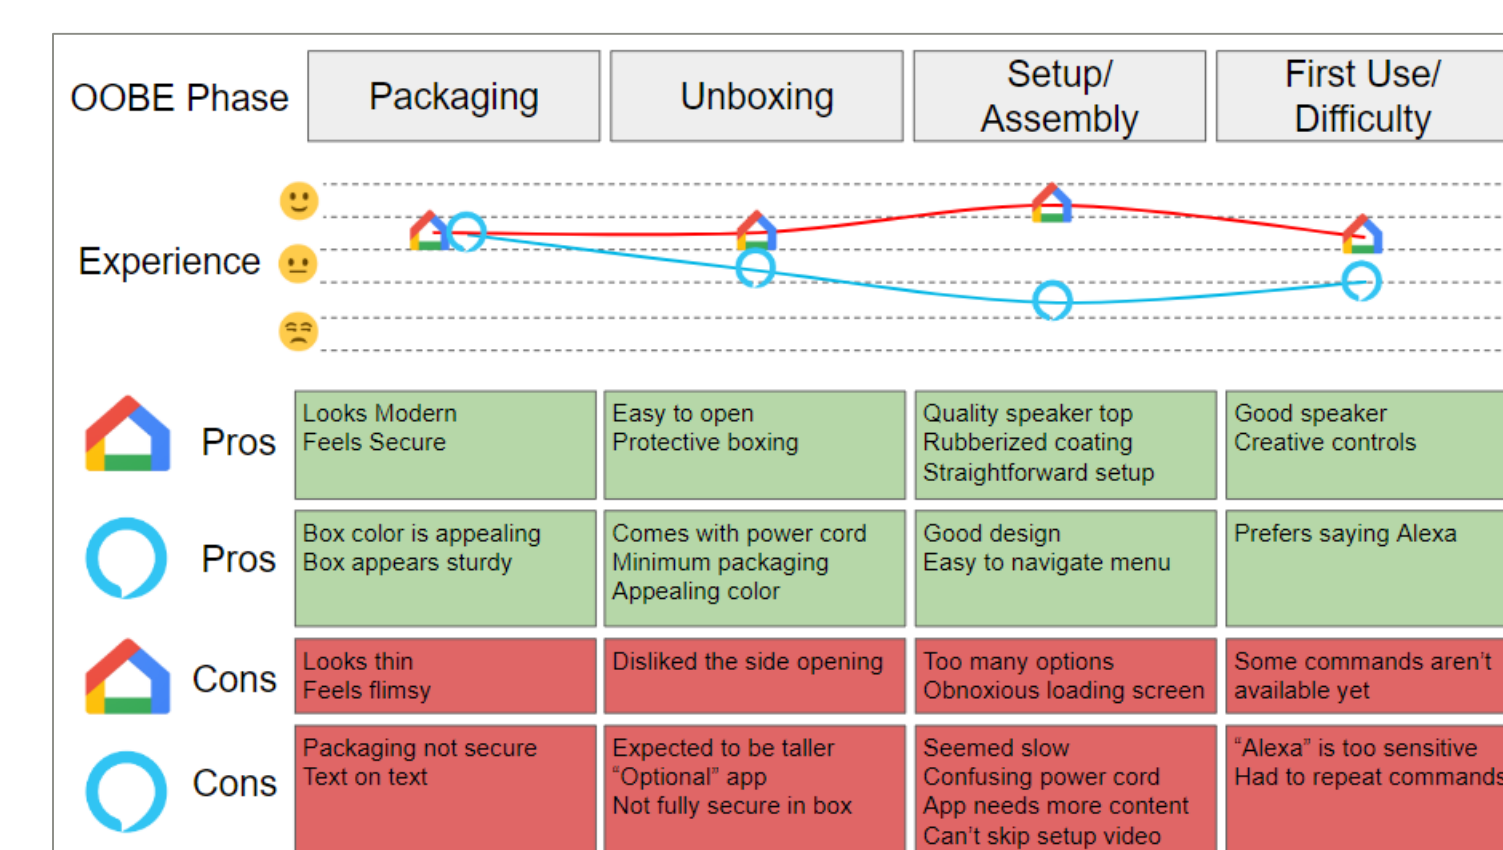 OOBE Phase
Packaging
Unboxing
Setup/
Assembly
First Use/
Difficulty
Experience
Pros
Looks Modern
Feels Secure
Easy to open
Protective boxing
Quality speaker top
Rubberized coating
Straightforward setup
Good speaker
Creative controls
Pros
Box color is appealing
Box appears sturdy
Comes with power cord
Minimum packaging
Appealing color
Good design
Easy to navigate menu
Prefers saying Alexa
Cons
Looks thin
Feels flimsy
Disliked the side opening
Too many options
Obnoxious loading screen
Some commands aren’t
available yet
Cons
Packaging not secure
Text on text
Expected to be taller
“Optional” app
Not fully secure in box
Seemed slow
Confusing power cord
App needs more content
Can’t skip setup video
“Alexa” is too sensitive
Had to repeat commands